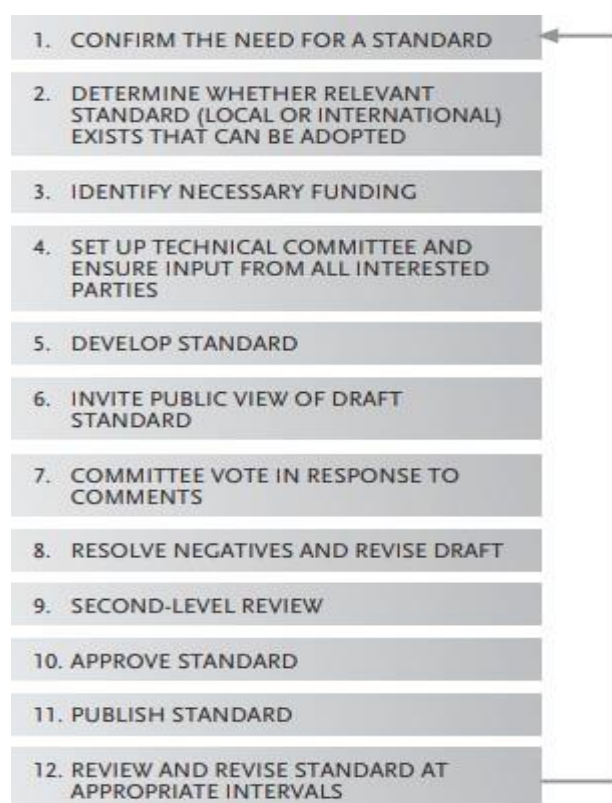 1. CONFIRM THE NEED FOR A STANDARD
2. DETERMINE WHETHER RELEVANT
STANDARD (LOCAL OR INTERNATIONAL)
EXISTS THAT CAN BE ADOPTED
3. IDENTIFY NECESSARY FUNDING
4. SET UP TECHNICAL COMMITTEE AND
ENSURE INPUT FROM ALL INTERESTED
PARTIES
5. DEVELOP STANDARD
6. INVITE PUBLIC VIEW OF DRAFT
STANDARD
7. COMMITTEE VOTE IN RESPONSE TO
COMMENTS
8. RESOLVE NEGATIVES AND REVISE DRAFT
9. SECOND-LEVEL REVIEW
10. APPROVE STANDARD
11. PUBLISH STANDARD
12. REVIEW AND REVISE STANDARD AT
APPROPRIATE INTERVALS